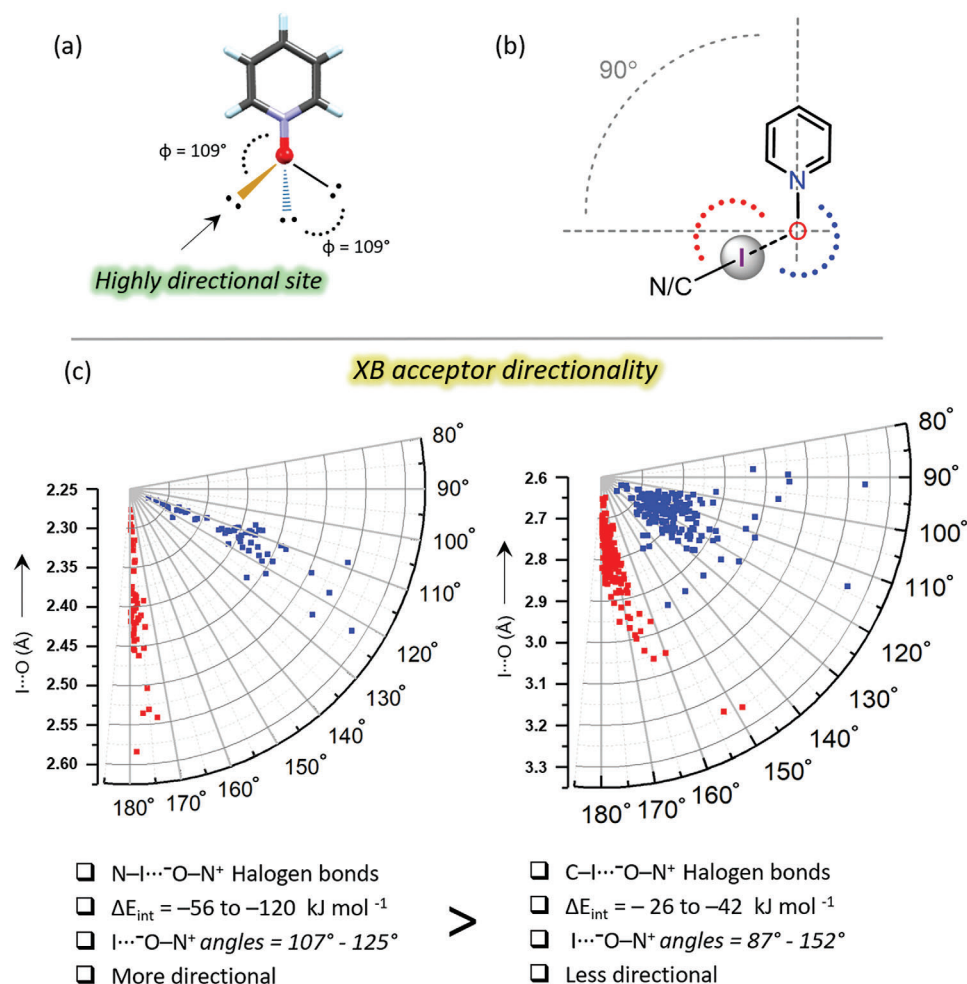 (a)
ϕ = 109°
ϕ = 109°
Highly directional site
(b)
90°
N
O
I
N/C
(c)
XB acceptor directionality
I···O (Å)
2.25
2.30
2.35
2.40
2.45
2.50
2.55
2.60
80°
90°
100°
110°
120°
130°
140°
150°
160°
170°
180°
I···O (Å)
2.6
2.7
2.8
2.9
3.0
3.1
3.2
3.3
80°
90°
100°
110°
120°
130°
140°
150°
160°
170°
180°
❑ N–I···⁻O–N⁺ Halogen bonds
❑ ΔEint = –56 to –120 kJ mol ⁻¹
❑ I···⁻O–N⁺ angles = 107° - 125°
❑ More directional
>
❑ C–I···⁻O–N⁺ Halogen bonds
❑ ΔEint = – 26 to –42 kJ mol ⁻¹
❑ I···⁻O–N⁺ angles = 87° - 152°
❑ Less directional